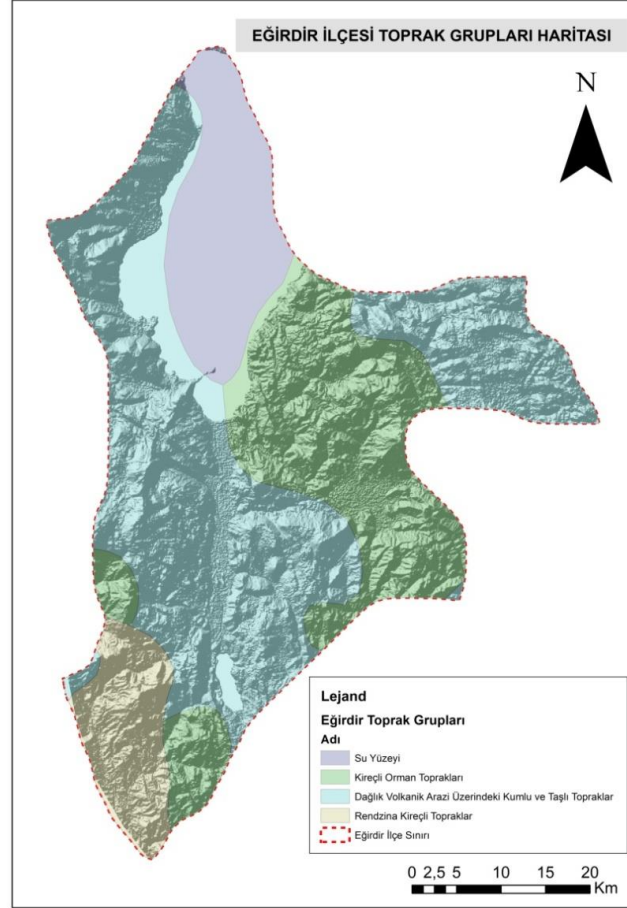 EĞİRDİR İLÇESİ TOPRAK GRUPLARI HARİTASI
N
Lejand
Eğirdir Toprak Grupları
Adı
Su Yüzeyi
Kireçli Orman Toprakları
Dağlık Volkanik Arazi Üzerindeki Kumlu ve Taşlı Topraklar
Rendzina Kireçli Topraklar
Eğirdir İlçe Sınırı
0 2,5 5 10 15 20
Km